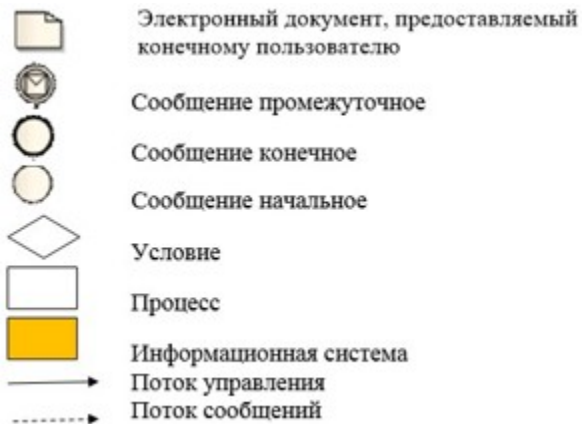 Электронный документ, предоставляемый
конечному пользователю
Сообщение промежуточное
Сообщение конечное
Сообщение начальное
Условие
Процесс
Информационная система
Поток управления
Поток сообщений